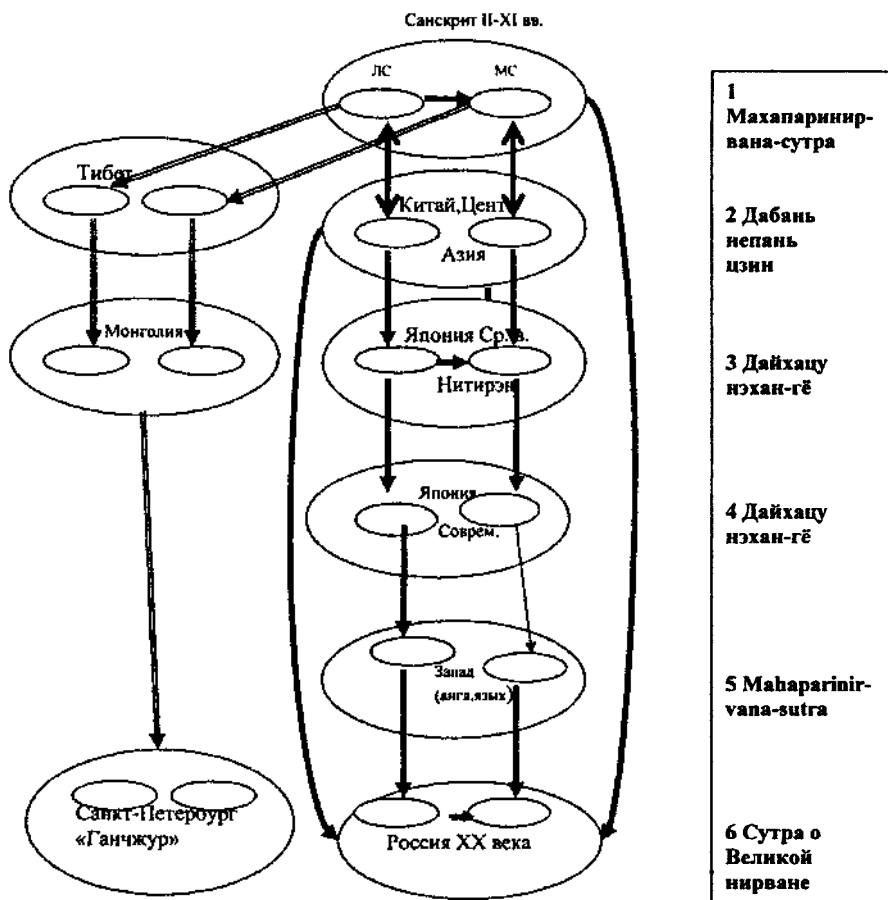 Санскрит II-XI вв.
ЛС
МС
Тибет
Китай,Цент
Азия
Монголия
Япония Ср.в.
Нитирэн
Япония
Соврем.
Запад
(англ,язых)
Санкт-Петербург
«Ганчжур»
Россия XX века
1
Махапаринир-
вана-сутра
2 Дабань
непань
цзин
3 Дайхацу
нэхан-гё
4 Дайхацу
нэхан-гё
5 Mahaparinir-
vana-sutra
6 Сутра о
Великой
нирване